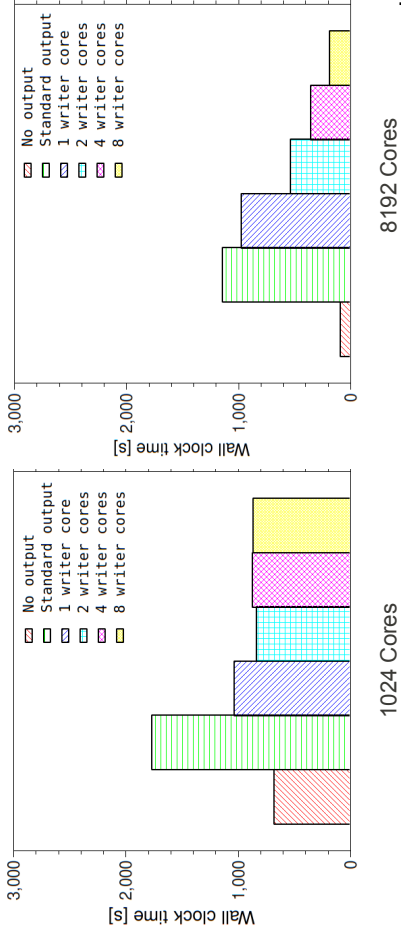 3,000
2,000
1,000
0
Wall clock time [s]
No output
Standard output
1 writer core
2 writer cores
4 writer cores
8 writer cores
1024 Cores
3,000
2,000
1,000
0
Wall clock time [s]
No output
Standard output
1 writer core
2 writer cores
4 writer cores
8 writer cores
8192 Cores